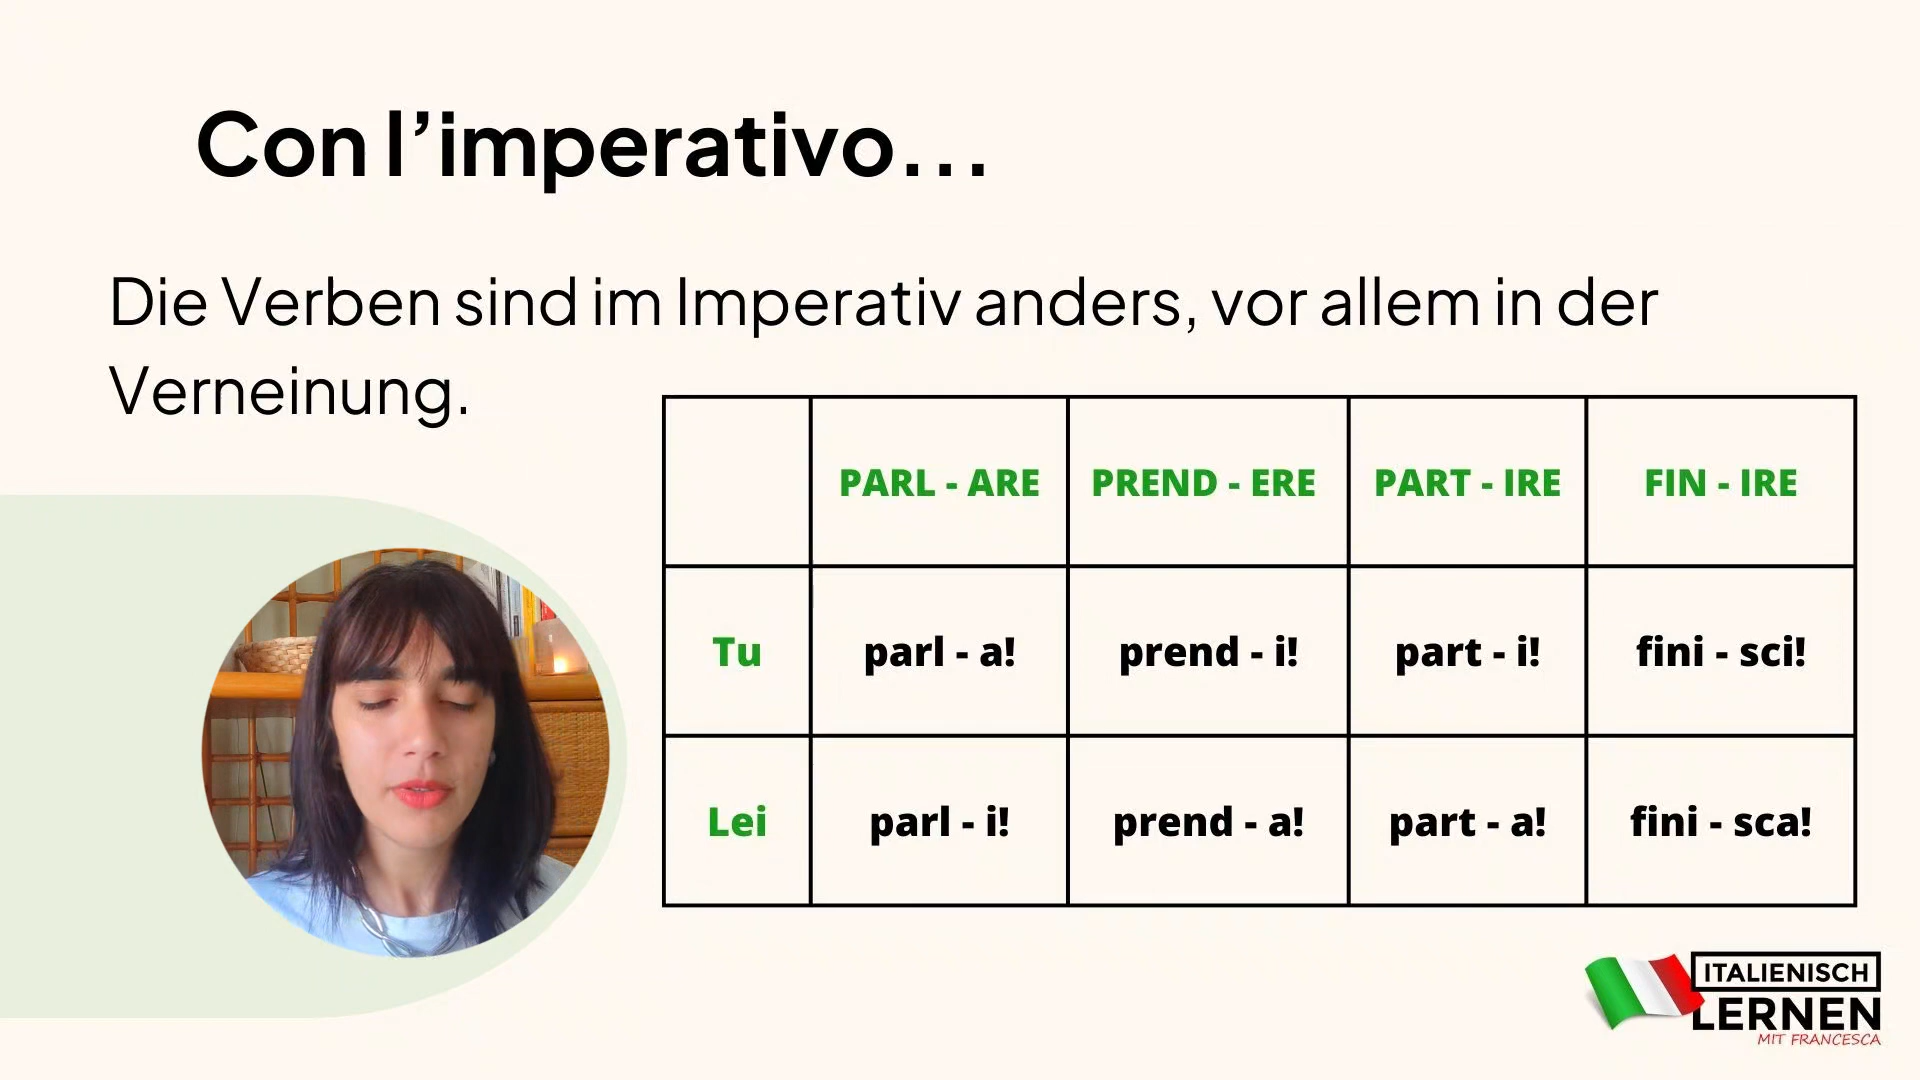 Con l’imperativo...
Die Verben sind im Imperativ anders, vor allem in der
Verneinung.
PARL - ARE PREND - ERE PART - IRE FIN - IRE
Tu parl - a! prend - i! part - i! fini - sci!
Lei parl - i! prend - a! part - a! fini - sca!
ITALIENISCH
LERNEN
MIT FRANCESCA